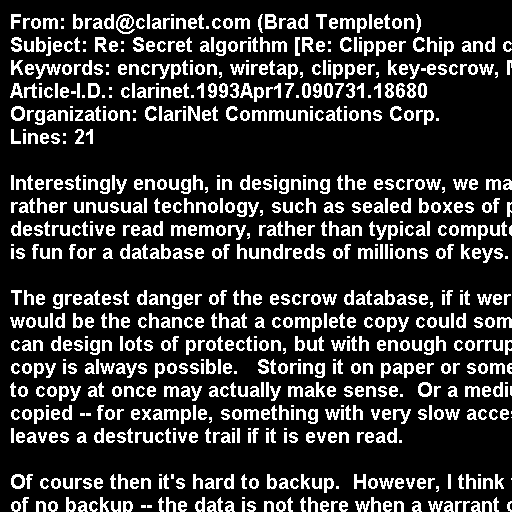 From: brad@clarinet.com (Brad Templeton)
Subject: Re: Secret algorithm [Re: Clipper Chip and c
Keywords: encryption, wiretap, clipper, key-escrow,
Article-I.D.: clarinet.1993Apr17.090731.18680
Organization: ClariNet Communications Corp.
Lines: 21

Interestingly enough, in designing the escrow, we ma
rather unusual technology, such as sealed boxes of p
destructive read memory, rather than typical compute
is fun for a database of hundreds of millions of keys.

The greatest danger of the escrow database, if it wer
would be the chance that a complete copy could som
can design lots of protection, but with enough corrup
copy is always possible.   Storing it on paper or some
to copy at once may actually make sense.  Or a mediu
copied -- for example, something with very slow acce
leaves a destructive trail if it is even read.

Of course then it's hard to backup.  However, I think
of no backup -- the data is not there when a warrant